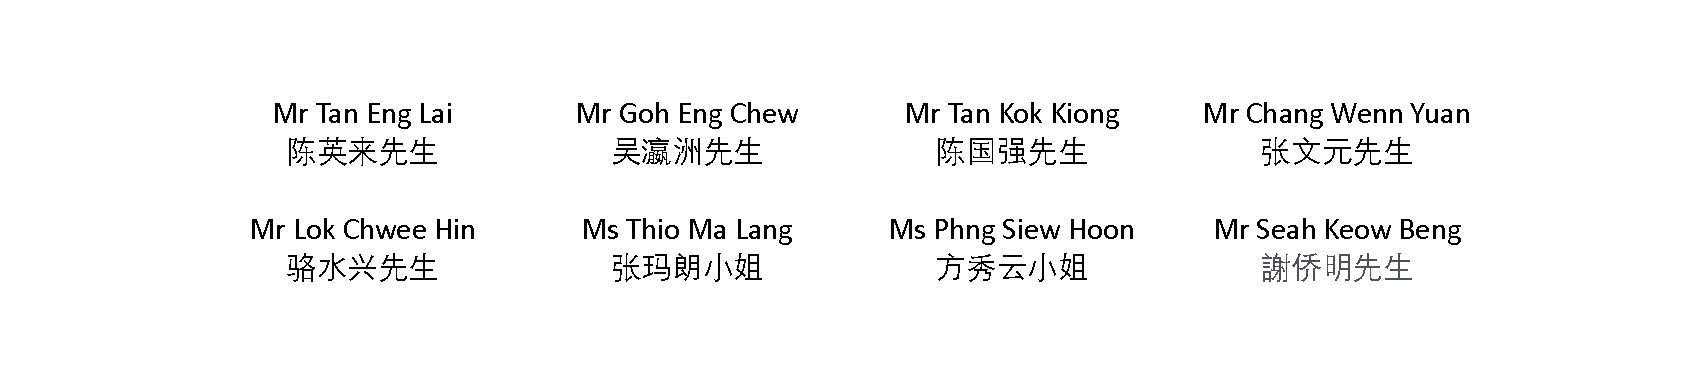 Mr Tan Eng Lai
陈英来先生
Mr Goh Eng Chew
吴瀛洲先生
Mr Tan Kok Kiong
陈国强先生
Mr Chang Wenn Yuan
张文元先生
Mr Lok Chwee Hin
骆水兴先生
Ms Thio Ma Lang
张玛朗小姐
Ms Phng Siew Hoon
方秀云小姐
Mr Seah Keow Beng
謝侨明先生